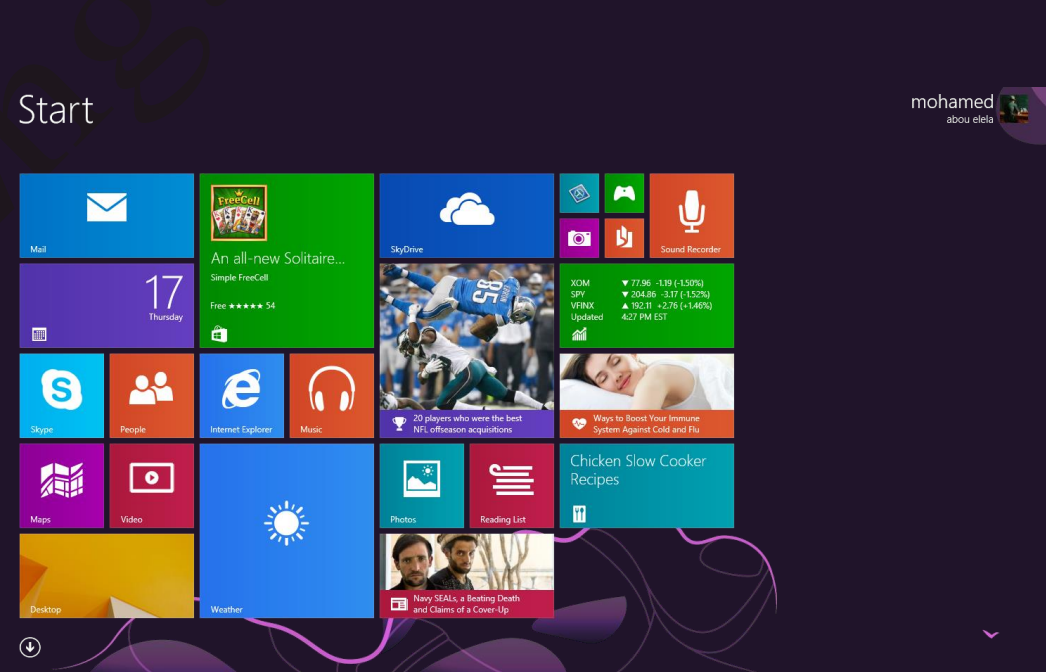 Start
mohamed
abou elela
Mail
FreeCell
An all-new Solitaire...
Simple FreeCell
Free ★★★★★ 54
SkyDrive
Sound Recorder
17
Thursday
85
XOM ▼ 77.96 -1.19 (-1.50%)
SPY ▼ 204.86 -3.17 (-1.52%)
VFINX ▲ 192.11 +2.76 (+1.46%)
Updated 4:27 PM EST
20 players who were the best
NFL offseason acquisitions
Ways to Boost Your Immune
System Against Cold and Flu
Skype
People
Internet Explorer
Music
Maps
Video
Photos
Reading List
Chicken Slow Cooker
Recipes
Desktop
Weather
Navy SEALs, a Beating Death
and Claims of a Cover-Up